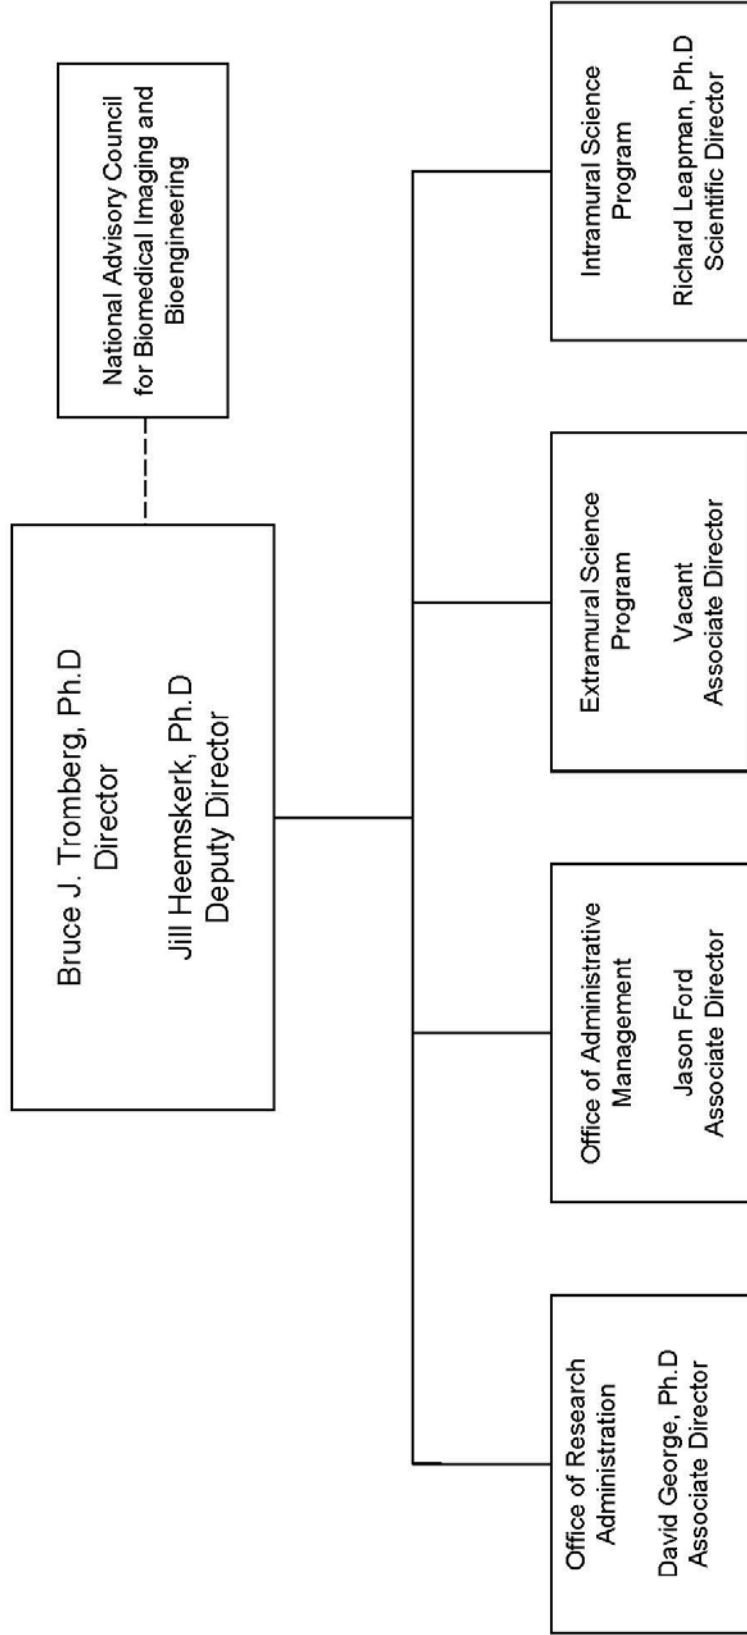 Bruce J. Tromberg, Ph.D
Director
Jill Heemskerk, Ph.D
Deputy Director
National Advisory Council
for Biomedical Imaging and
Bioengineering
Office of Research
Administration
David George, Ph.D
Associate Director
Office of Administrative
Management
Jason Ford
Associate Director
Extramural Science
Program
Vacant
Associate Director
Intramural Science
Program
Richard Leapman, Ph.D
Scientific Director